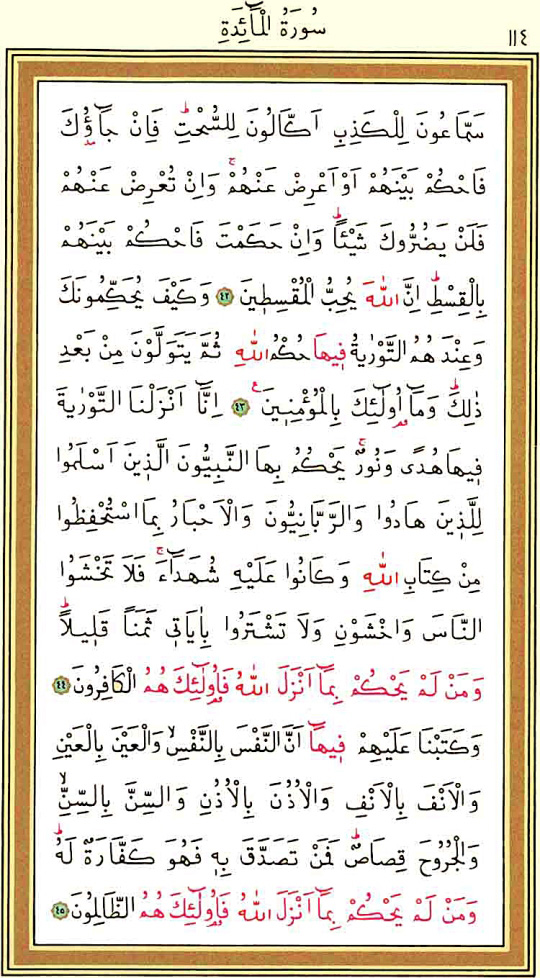 سُورَةُ الْمَٓائِدَةِ
١١٤
سَمَّاعُونَ لِلْكَذِبِ اَكَّالُونَ لِلسُّحْتِۜ فَاِنْ جَٓاؤُ۫كَ
فَاحْكُمْ بَيْنَهُمْ اَوْ اَعْرِضْ عَنْهُمْۚ وَاِنْ تُعْرِضْ عَنْهُمْ
فَلَنْ يَضُرُّوكَ شَيْـًٔاۜ وَاِنْ حَكَمْتَ فَاحْكُمْ بَيْنَهُمْ
بِالْقِسْطِۜ اِنَّ اللّٰهَ يُحِبُّ الْمُقْسِط۪ينَ ﴿٤٢﴾ وَكَيْفَ يُحَكِّمُونَكَ
وَعِنْدَهُمُ التَّوْرٰيةُ ف۪يهَا حُكْمُ اللّٰهِ ثُمَّ يَتَوَلَّوْنَ مِنْ بَعْدِ
ذٰلِكَۜ وَمَٓا اُو۬لٰٓئِكَ بِالْمُؤْمِن۪ينَ۟ ﴿٤٣﴾ اِنَّٓا اَنْزَلْنَا التَّوْرٰيةَ
ف۪يهَا هُدًى وَنُورٌۚ يَحْكُمُ بِهَا النَّبِيُّونَ الَّذ۪ينَ اَسْلَمُوا
لِلَّذ۪ينَ هَادُوا وَالرَّبَّانِيُّونَ وَالْاَحْبَارُ بِمَا اسْتُحْفِظُوا
مِنْ كِتَابِ اللّٰهِ وَكَانُوا عَلَيْهِ شُهَدَٓاءَۚ فَلَا تَخْشَوُا
النَّاسَ وَاخْشَوْنِ وَلَا تَشْتَرُوا بِاٰيَات۪ي ثَمَنًا قَل۪يلًاۜ
وَمَنْ لَمْ يَحْكُمْ بِمَٓا اَنْزَلَ اللّٰهُ فَاُو۬لٰٓئِكَ هُمُ الْكَافِرُونَ ﴿٤٤﴾
وَكَتَبْنَا عَلَيْهِمْ ف۪يهَٓا اَنَّ النَّفْسَ بِالنَّفْسِۙ وَالْعَيْنَ بِالْعَيْنِ
وَالْاَنْفَ بِالْاَنْفِ وَالْاُذُنَ بِالْاُذُنِ وَالسِّنَّ بِالسِّنِّۙ
وَالْجُرُوحَ قِصَاصٌۜ فَمَنْ تَصَدَّقَ بِه۪ فَهُوَ كَفَّارَةٌ لَهُۜ
وَمَنْ لَمْ يَحْكُمْ بِمَٓا اَنْزَلَ اللّٰهُ فَاُو۬لٰٓئِكَ هُمُ الظَّالِمُونَ ﴿٤٥﴾